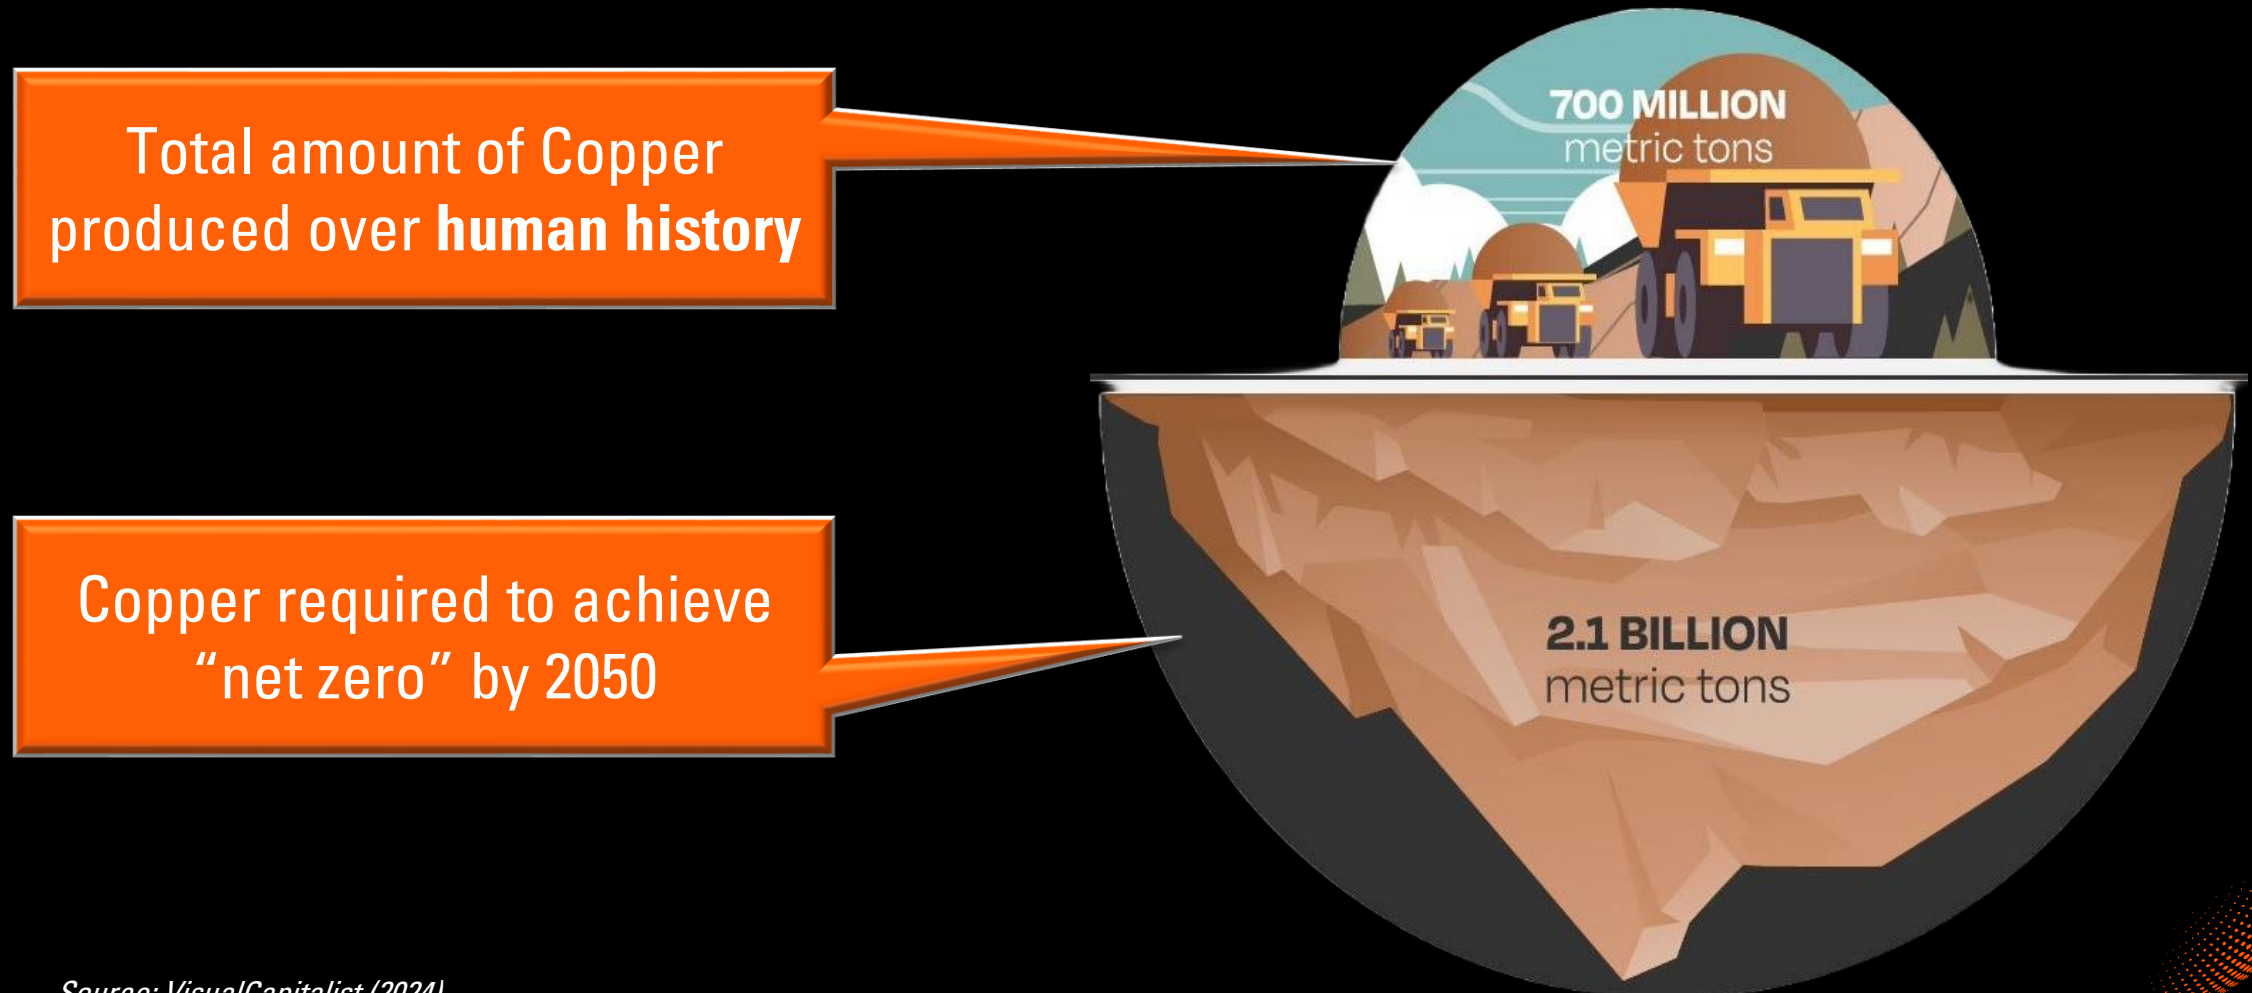 Total amount of Copper
produced over human history
700 MILLION
metric tons
Copper required to achieve
“net zero” by 2050
2.1 BILLION
metric tons
Source: VisualCapitalist (2024)